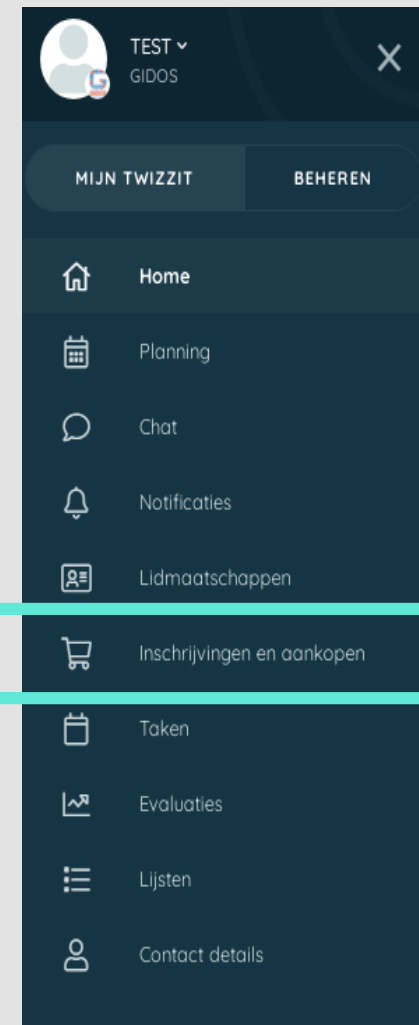 TEST
GIDOS
MIJN TWIZZIT
BEHEREN
Home
Planning
Chat
Notificaties
Lidmaatschappen
Inschrijvingen en aankopen
Taken
Evaluaties
Lijsten
Contact details